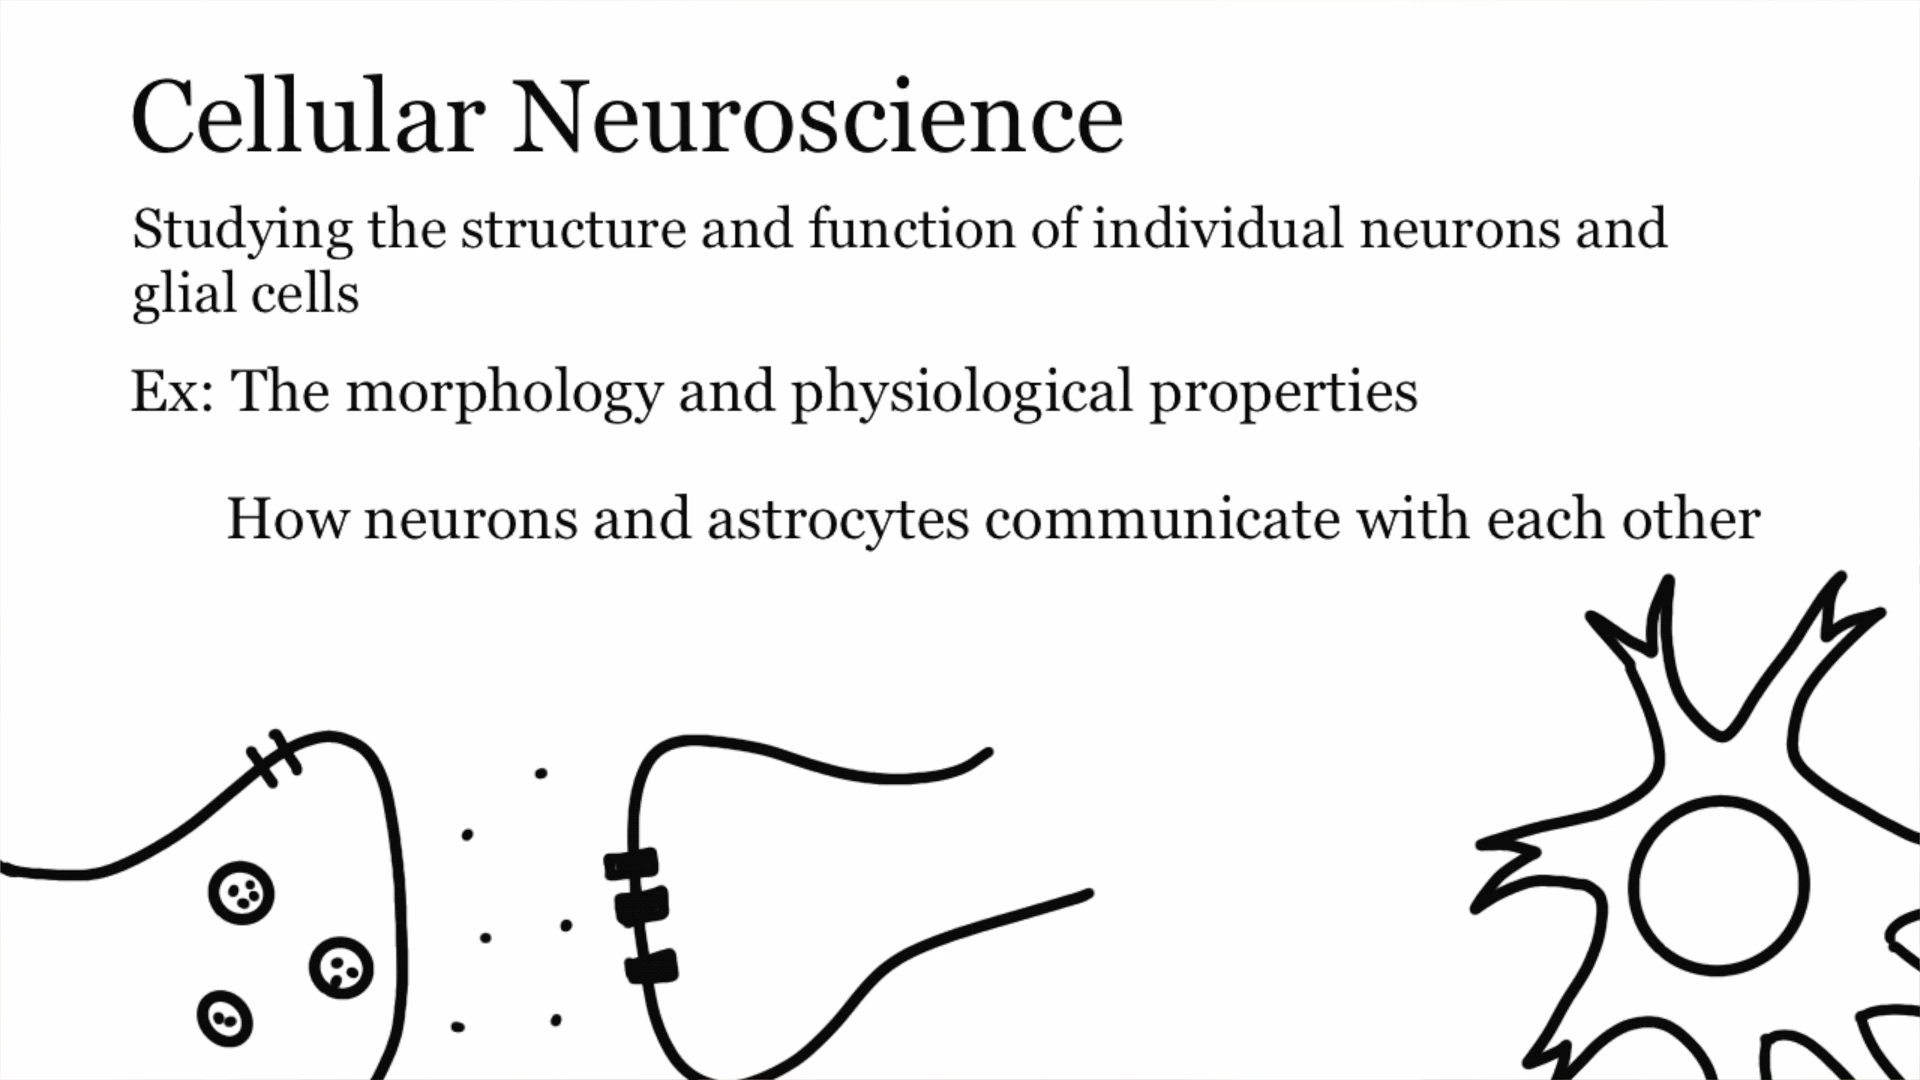 Cellular Neuroscience
Studying the structure and function of individual neurons and
glial cells
Ex: The morphology and physiological properties
How neurons and astrocytes communicate with each other